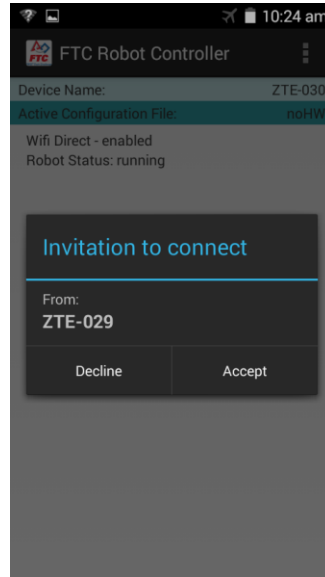 10:24 am
FTC FTC Robot Controller
Device Name: ZTE-030
Active Configuration File: noHW
Wifi Direct - enabled
Robot Status: running
Invitation to connect
From:
ZTE-029
Decline Accept